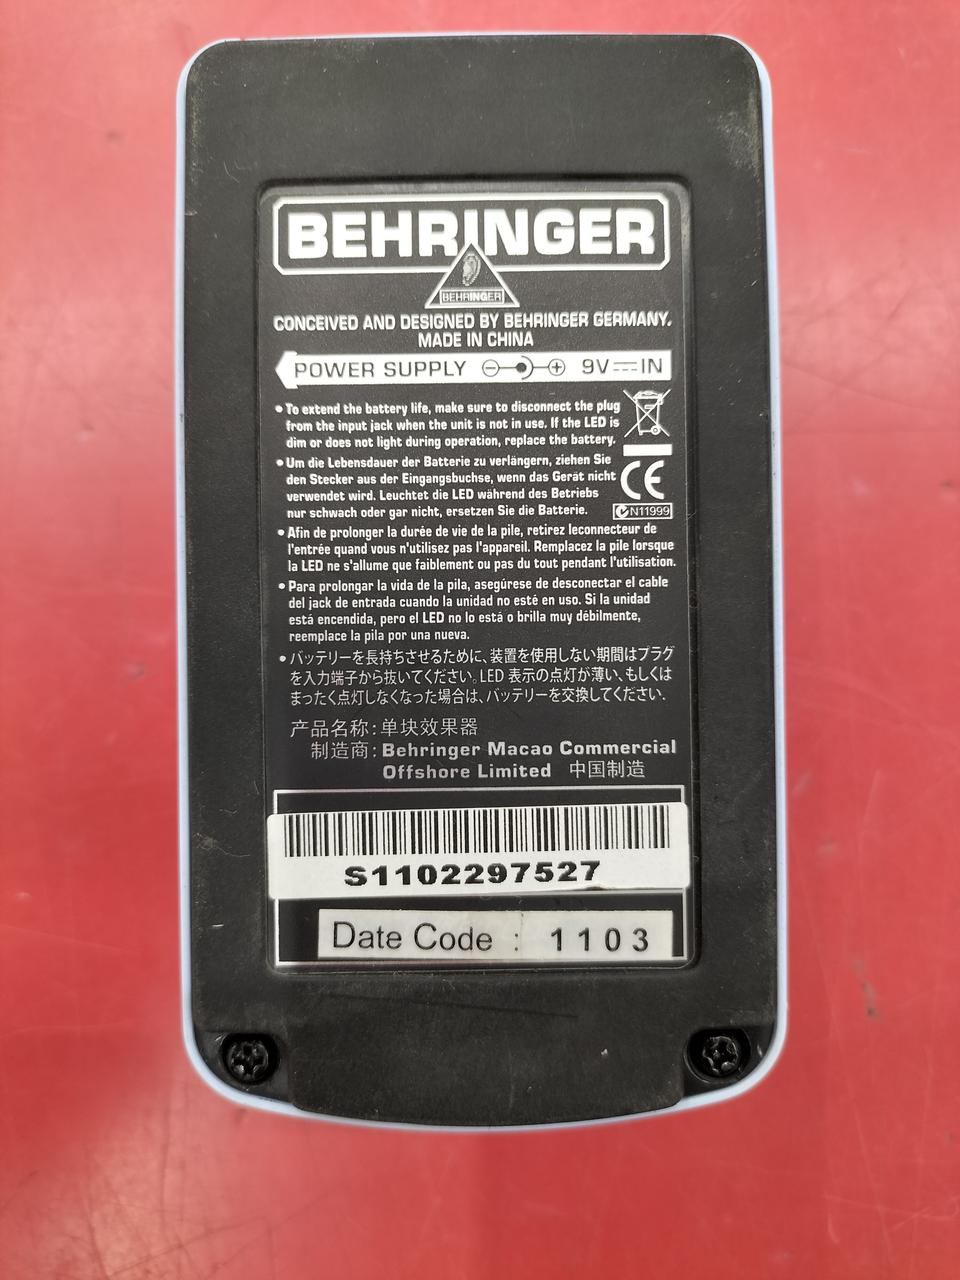 BEHRINGER
BEHRINGER
CONCEIVED AND DESIGNED BY BEHRINGER GERMANY.
MADE IN CHINA
POWER SUPPLY 9V IN
• To extend the battery life, make sure to disconnect the plug
from the input jack when the unit is not in use. If the LED is
dim or does not light during operation, replace the battery.
• Um die Lebensdauer der Batterie zu verlängern, ziehen Sie
den Stecker aus der Eingangsbuchse, wenn das Gerät nicht
verwendet wird. Leuchtet die LED während des Betriebs
nur schwach oder gar nicht, ersetzen Sie die Batterie.
CE
N11999
• Afin de prolonger la durée de vie de la pile, retirez leconnecteur de
l'entrée quand vous n'utilisez pas l'appareil. Remplacez la pile lorsque
la LED ne s'allume que faiblement ou pas du tout pendant l'utilisation.
• Para prolongar la vida de la pila, asegúrese de desconectar el cable
del jack de entrada cuando la unidad no esté en uso. Si la unidad
está encendida, pero el LED no lo está o brilla muy débilmente,
reemplace la pila por una nueva.
• バッテリーを長持ちさせるために、装置を使用しない期間はプラグ
を入力端子から抜いてください。LED 表示の点灯が薄い、もしくは
まったく点灯しなくなった場合は、バッテリーを交換してください.
产品名称: 单块效果器
制造商: Behringer Macao Commercial
Offshore Limited 中国制造
S1102297527
Date Code : 1103